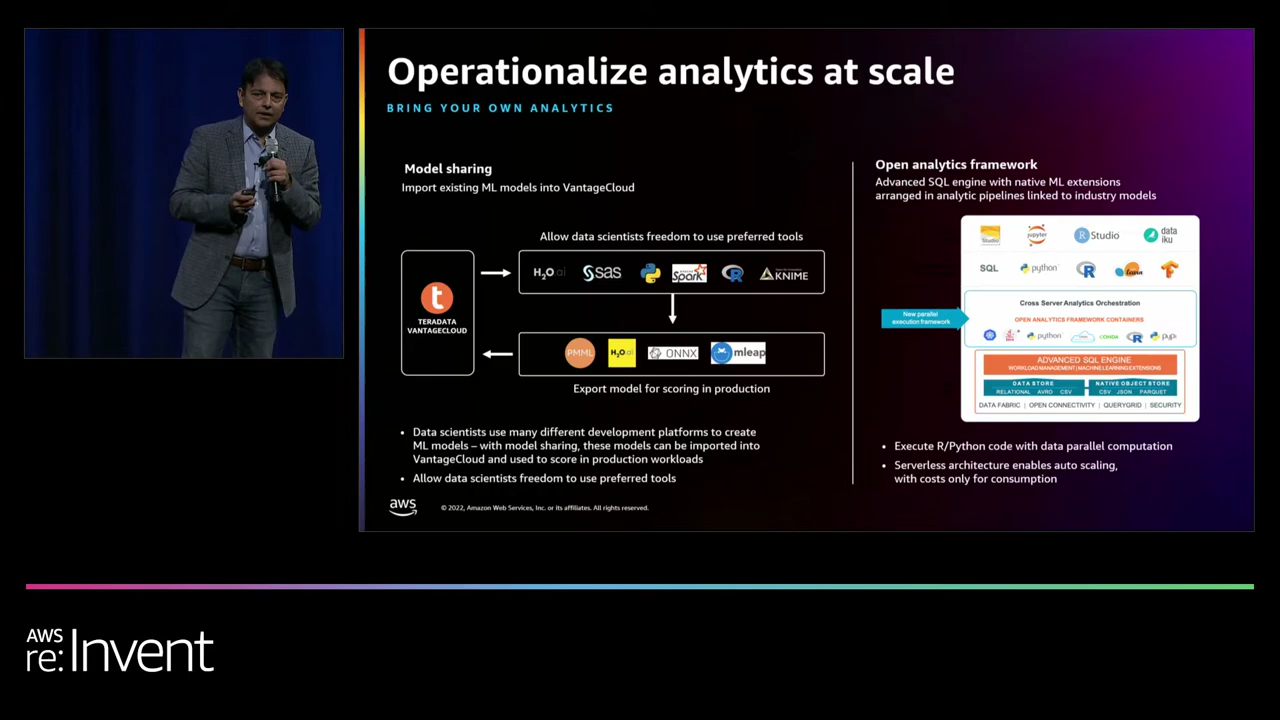 Operationalize analytics at scale
BRING YOUR OWN ANALYTICS
Model sharing
Import existing ML models into VantageCloud
Allow data scientists freedom to use preferred tools
t
TERADATA
VANTAGECLOUD
H2O.ai
sas
Spark
R
KNIME
PMML
H2O.ai
ONNX
mleap
Export model for scoring in production
• Data scientists use many different development platforms to create
ML models – with model sharing, these models can be imported into
VantageCloud and used to score in production workloads
• Allow data scientists freedom to use preferred tools
Open analytics framework
Advanced SQL engine with native ML extensions
arranged in analytic pipelines linked to industry models
jupyter
R Studio
data
iku
SQL
python
R
learn
New parallel
execution framework
Cross Server Analytics Orchestration
OPEN ANALYTICS FRAMEWORK CONTAINERS
python
CONDA
R
pypi
ADVANCED SQL ENGINE
WORKLOAD MANAGEMENT | MACHINE LEARNING EXTENSIONS
DATA STORE
RELATIONAL AVRO CSV
NATIVE OBJECT STORE
CSV JSON PARQUET
DATA FABRIC | OPEN CONNECTIVITY | QUERYGRID | SECURITY
• Execute R/Python code with data parallel computation
• Serverless architecture enables auto scaling,
with costs only for consumption
aws
© 2022, Amazon Web Services, Inc. or its affiliates. All rights reserved.
AWS
re:Invent